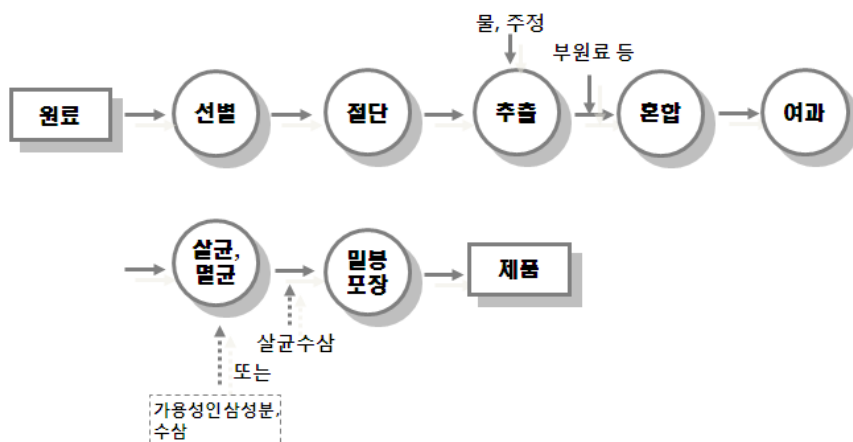 물, 주정
부원료 등
원료
선별
절단
추출
혼합
여과
살균,
멸균
밀봉
포장
제품
살균수삼
또는
가용성인삼성분,
수삼